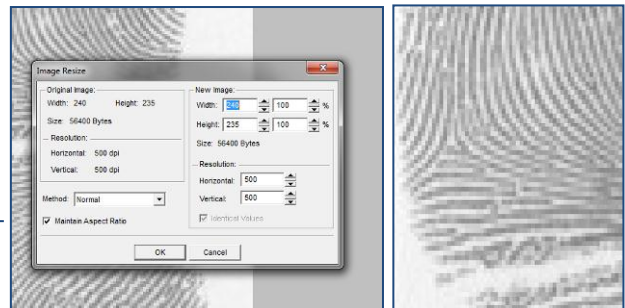 Image Resize
Original Image:
Width: 240 Height: 235
Size: 56400 Bytes
Resolution:
Horizontal: 500 dpi
Vertical: 500 dpi
Method: Normal
Maintain Aspect Ratio
New Image:
Width: 240 100 %
Height: 235 100 %
Size: 56400 Bytes
Resolution:
Horizontal: 500
Vertical: 500
Identical Values
OK Cancel